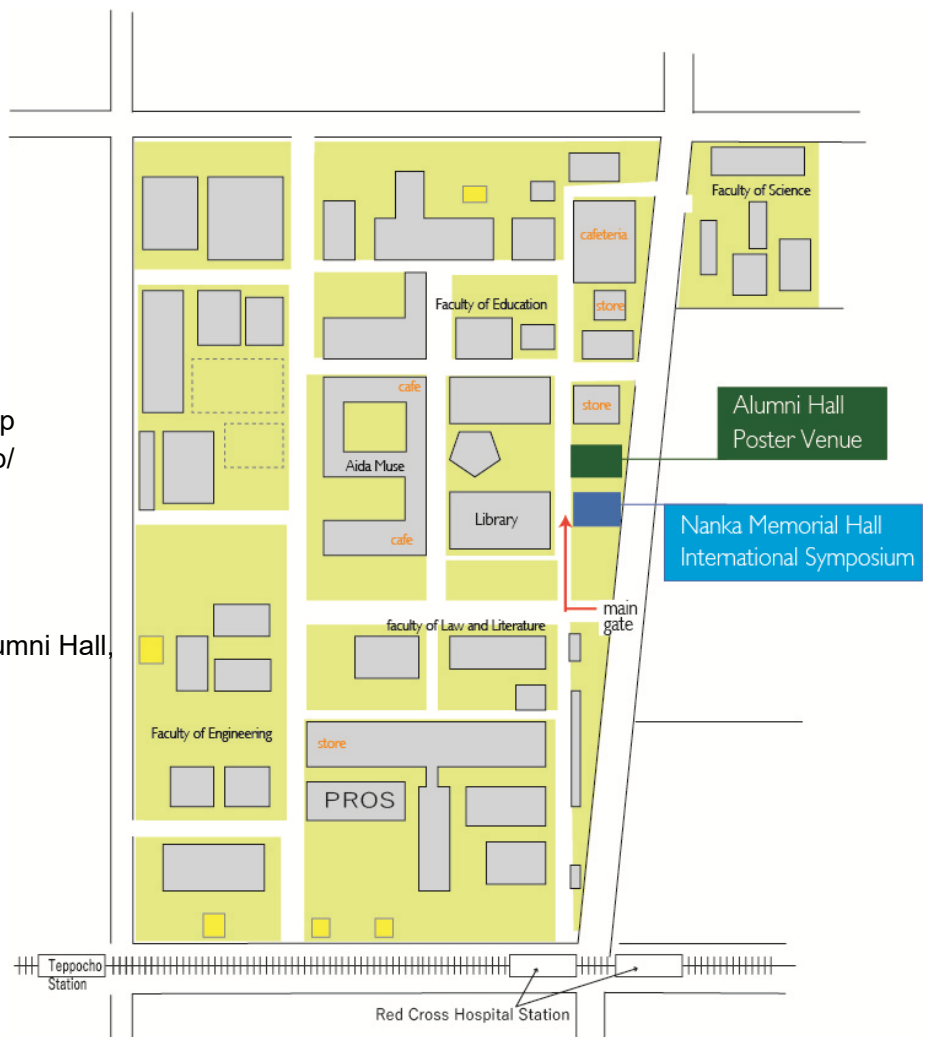 Faculty of Science
cafeteria
Faculty of Education
store
cafe
store
Alumni Hall
Poster Venue
p
o/
Aida Muse
Library
Nanka Memorial Hall
International Symposium
cafe
main
gate
faculty of Law and Literature
umni Hall,
Faculty of Engineering
store
PROS
Teppocho
Station
Red Cross Hospital Station